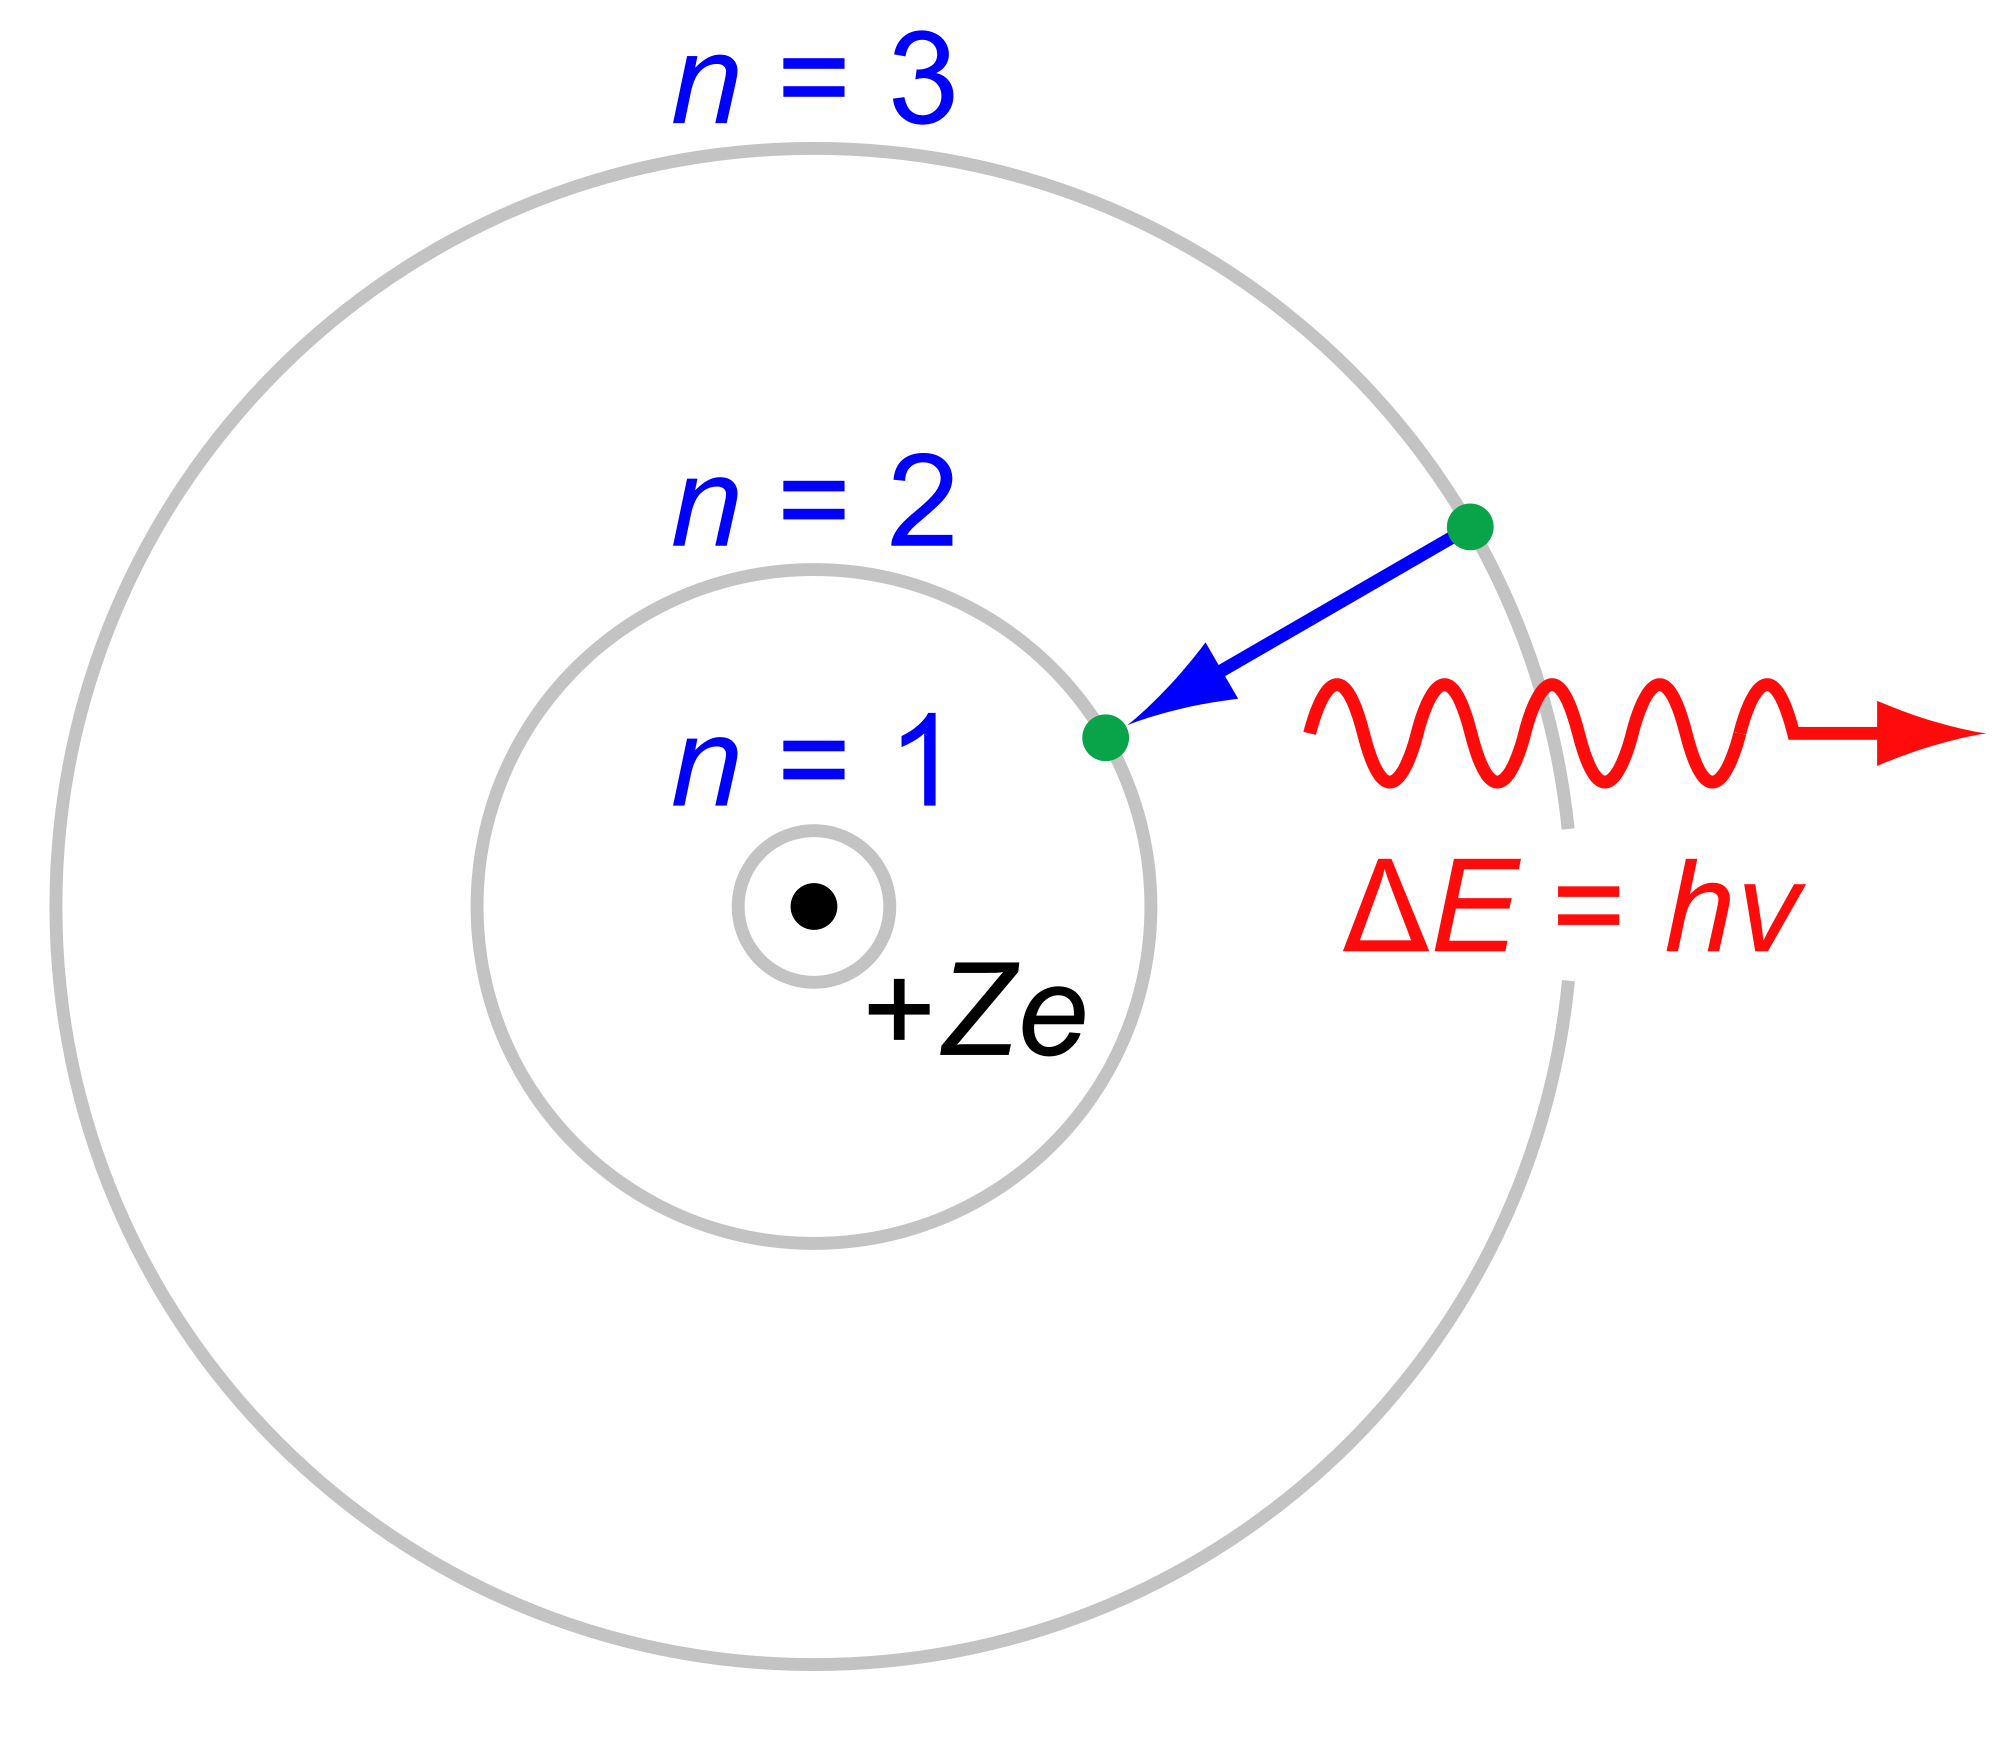 n = 3
n = 2
n = 1
+Ze
ΔE = hν